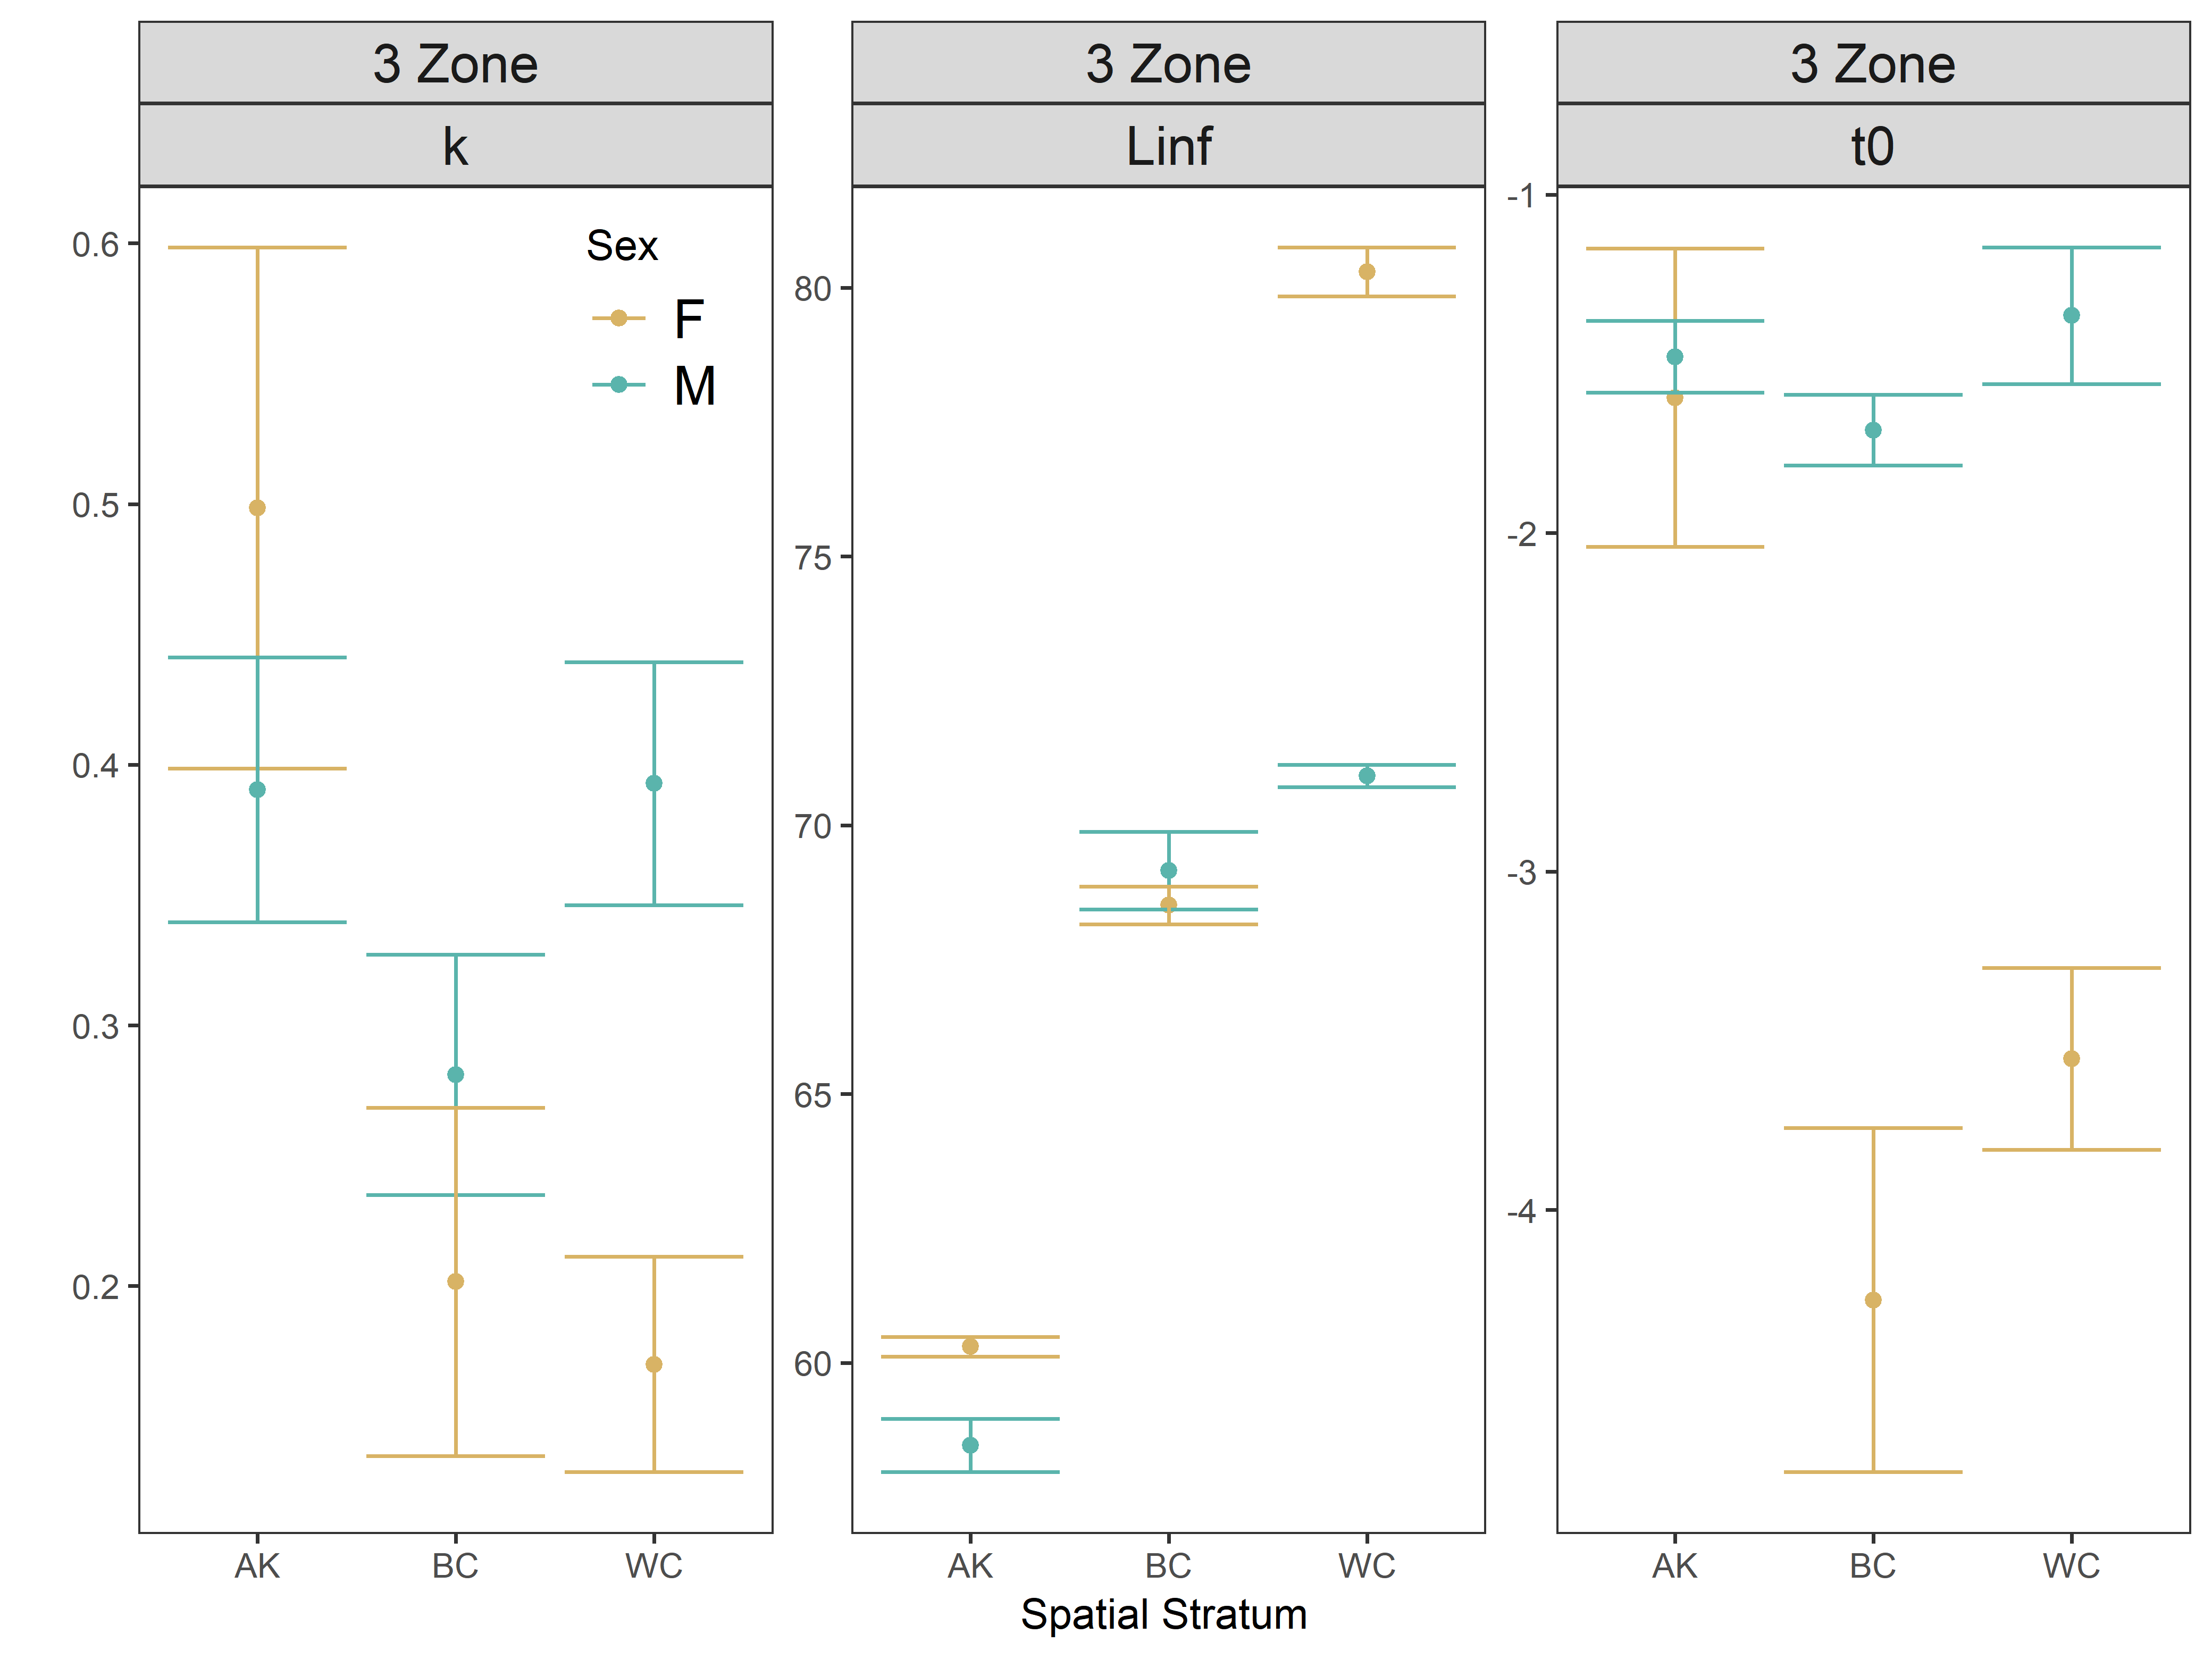 3 Zone
3 Zone
3 Zone
k
Linf
t0
0.6
0.5
0.4
0.3
0.2
Sex
F
M
80
75
70
65
60
-1
-2
-3
-4
AK
BC
WC
AK
BC
WC
AK
BC
WC
Spatial Stratum